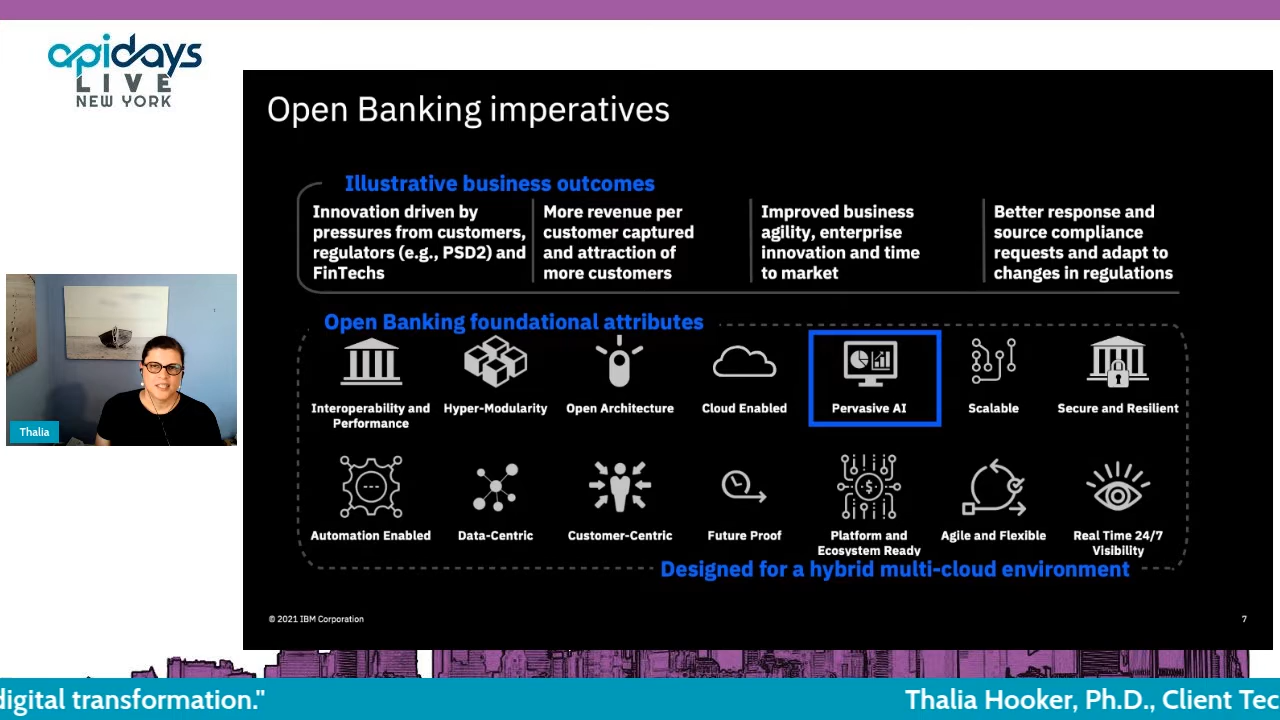 apidays
LIVE
NEW YORK
Open Banking imperatives
Illustrative business outcomes
Innovation driven by
pressures from customers,
regulators (e.g., PSD2) and
FinTechs
More revenue per
customer captured
and attraction of
more customers
Improved business
agility, enterprise
innovation and time
to market
Better response and
source compliance
requests and adapt to
changes in regulations
Open Banking foundational attributes
Interoperability and
Performance
Hyper-Modularity
Open Architecture
Cloud Enabled
Pervasive AI
Scalable
Secure and Resilient
Automation Enabled
Data-Centric
Customer-Centric
Future Proof
Platform and
Ecosystem Ready
Agile and Flexible
Real Time 24/7
Visibility
Designed for a hybrid multi-cloud environment
© 2021 IBM Corporation
7
Thalia
digital transformation."
Thalia Hooker, Ph.D., Client Tec